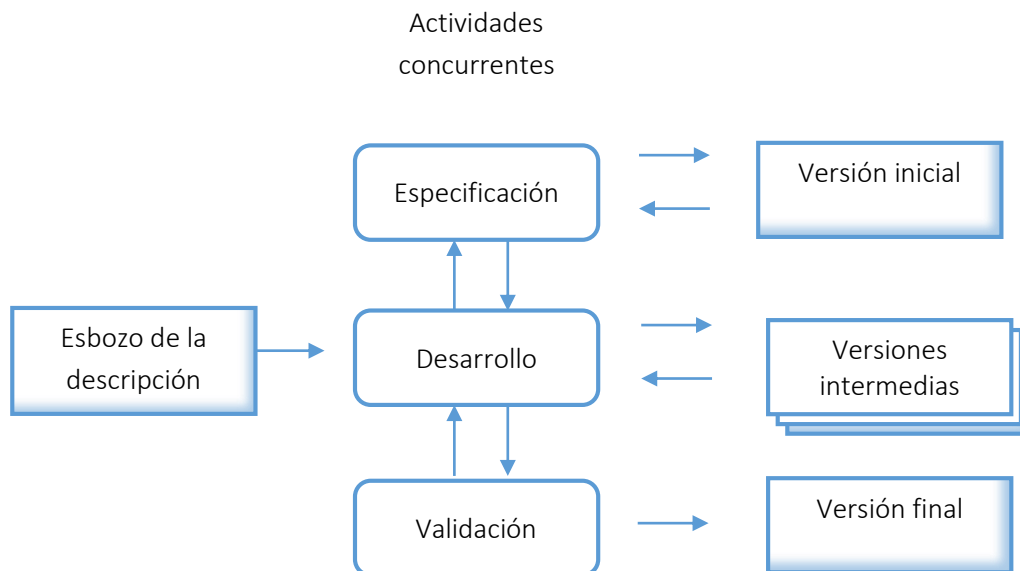 Actividades
concurrentes
Especificación
Versión inicial
Esbozo de la
descripción
Desarrollo
Versiones
intermedias
Validación
Versión final